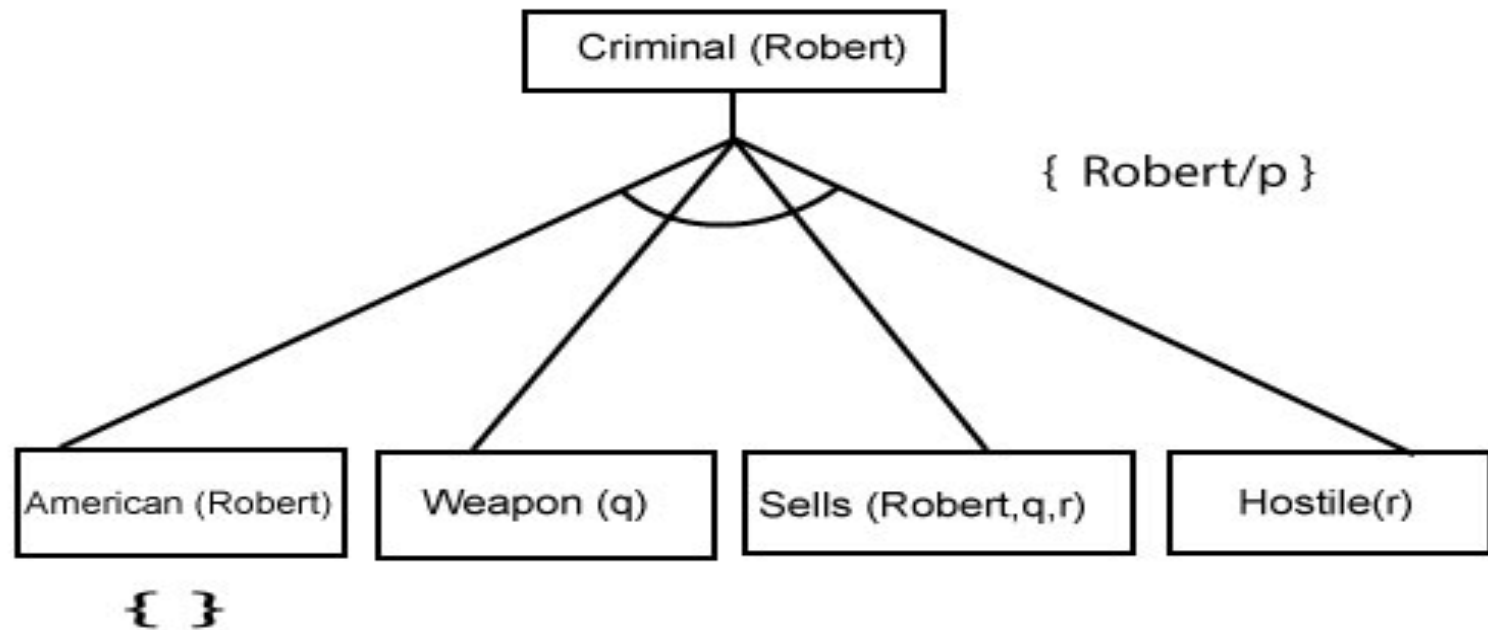 Criminal (Robert)
{ Robert/p }
American (Robert)
Weapon (q)
Sells (Robert,q,r)
Hostile(r)
{ }